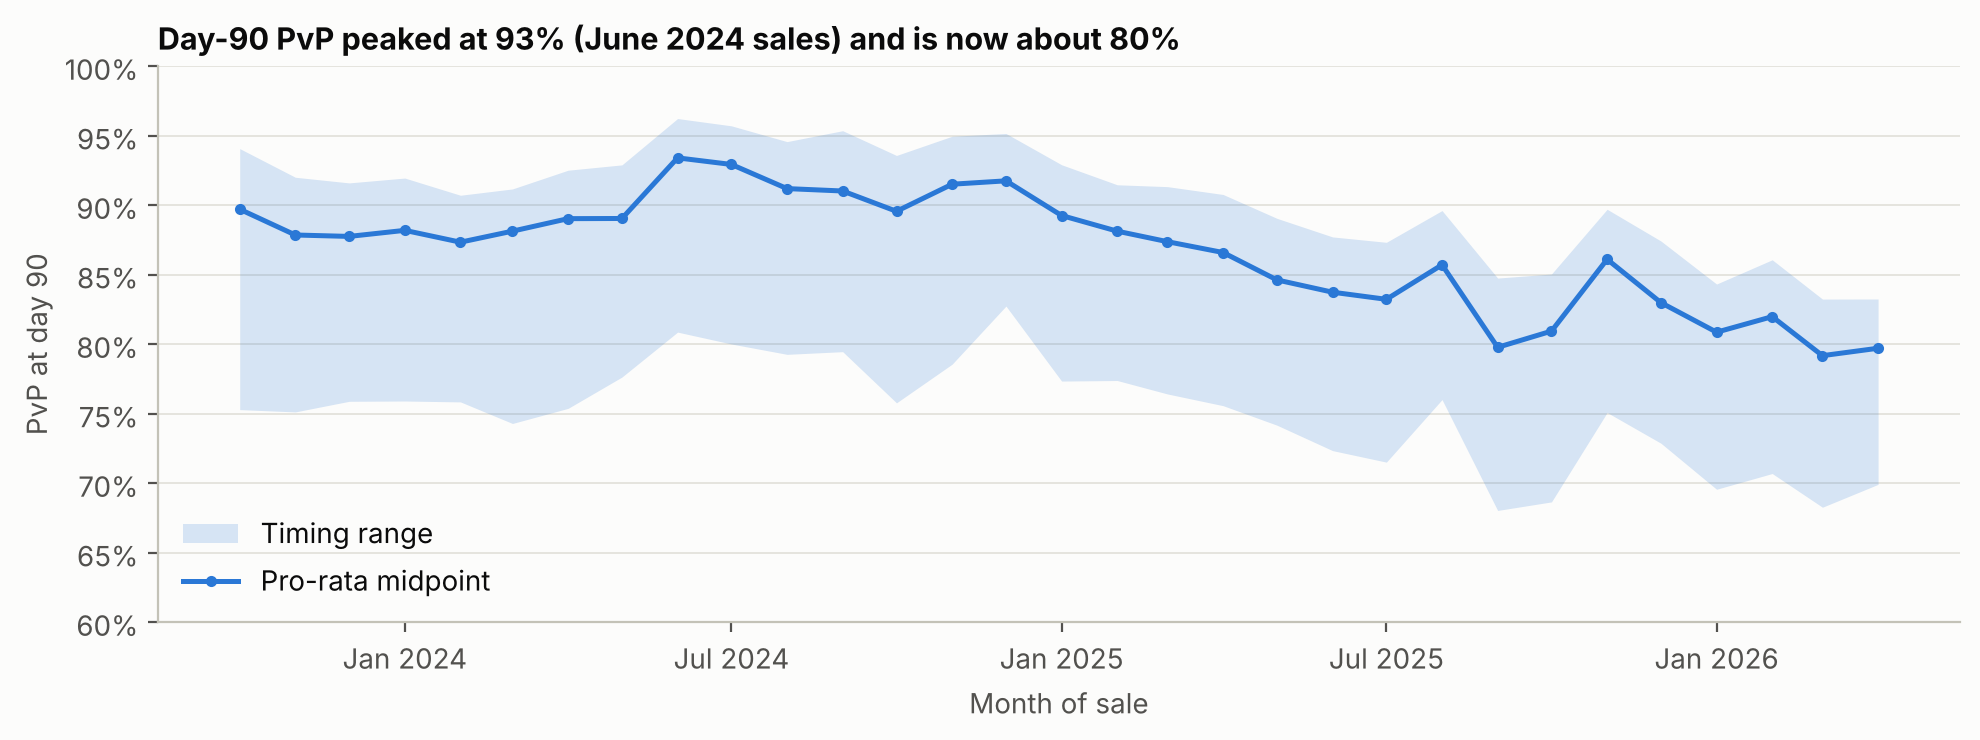 Day-90 PvP peaked at 93% (June 2024 sales) and is now about 80%
100%
95%
90%
85%
80%
75%
70%
65%
60%
PvP at day 90
Timing range
Pro-rata midpoint
Jan 2024
Jul 2024
Jan 2025
Jul 2025
Jan 2026
Month of sale